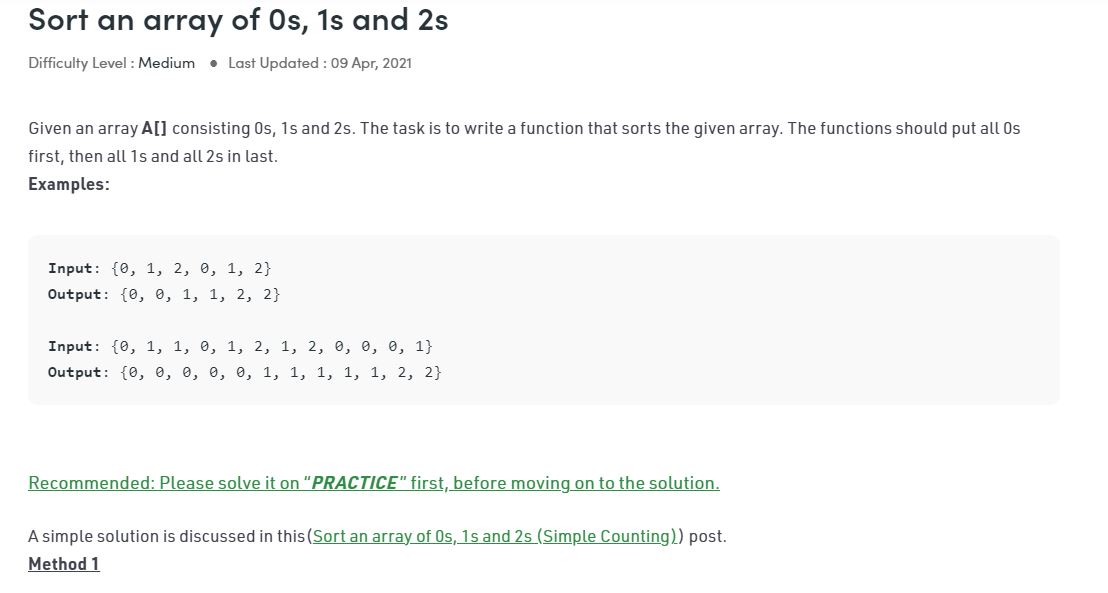 Sort an array of 0s, 1s and 2s
Difficulty Level : Medium ● Last Updated : 09 Apr, 2021
Given an array A[] consisting 0s, 1s and 2s. The task is to write a function that sorts the given array. The functions should put all 0s
first, then all 1s and all 2s in last.
Examples:
Input: {0, 1, 2, 0, 1, 2}
Output: {0, 0, 1, 1, 2, 2}
Input: {0, 1, 1, 0, 1, 2, 1, 2, 0, 0, 0, 1}
Output: {0, 0, 0, 0, 0, 1, 1, 1, 1, 1, 2, 2}
Recommended: Please solve it on "PRACTICE" first, before moving on to the solution.
A simple solution is discussed in this(Sort an array of 0s, 1s and 2s (Simple Counting)) post.
Method 1